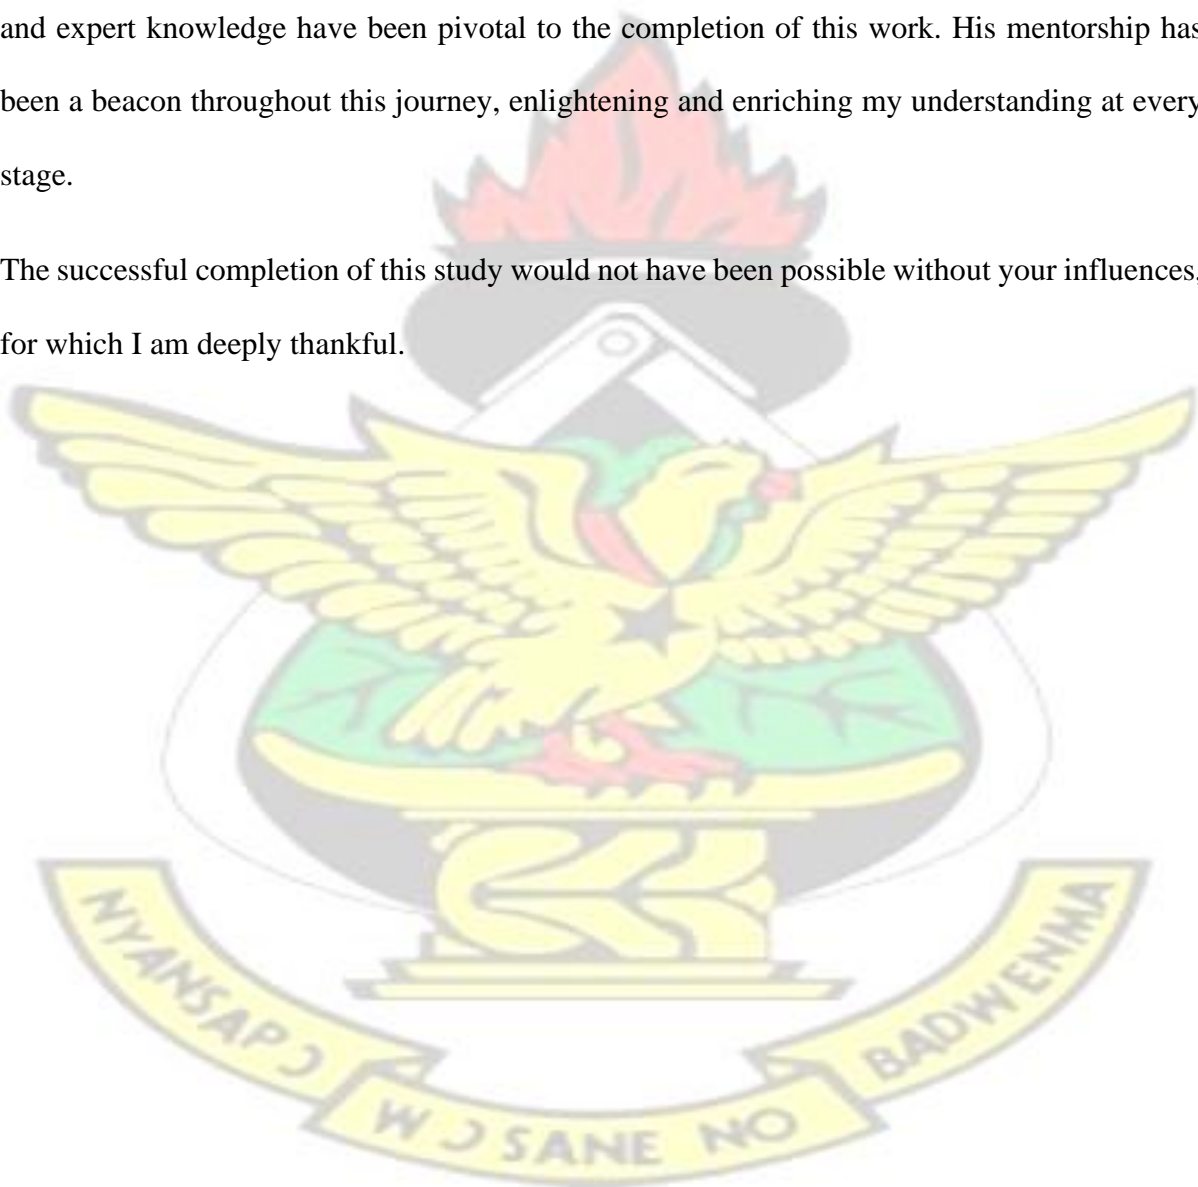 and expert knowledge have been pivotal to the completion of this work. His mentorship has
been a beacon throughout this journey, enlightening and enriching my understanding at every
stage.
The successful completion of this study would not have been possible without your influences,
for which I am deeply thankful.
NYANSAPƆ
WƆSANE NO
BADWENMA